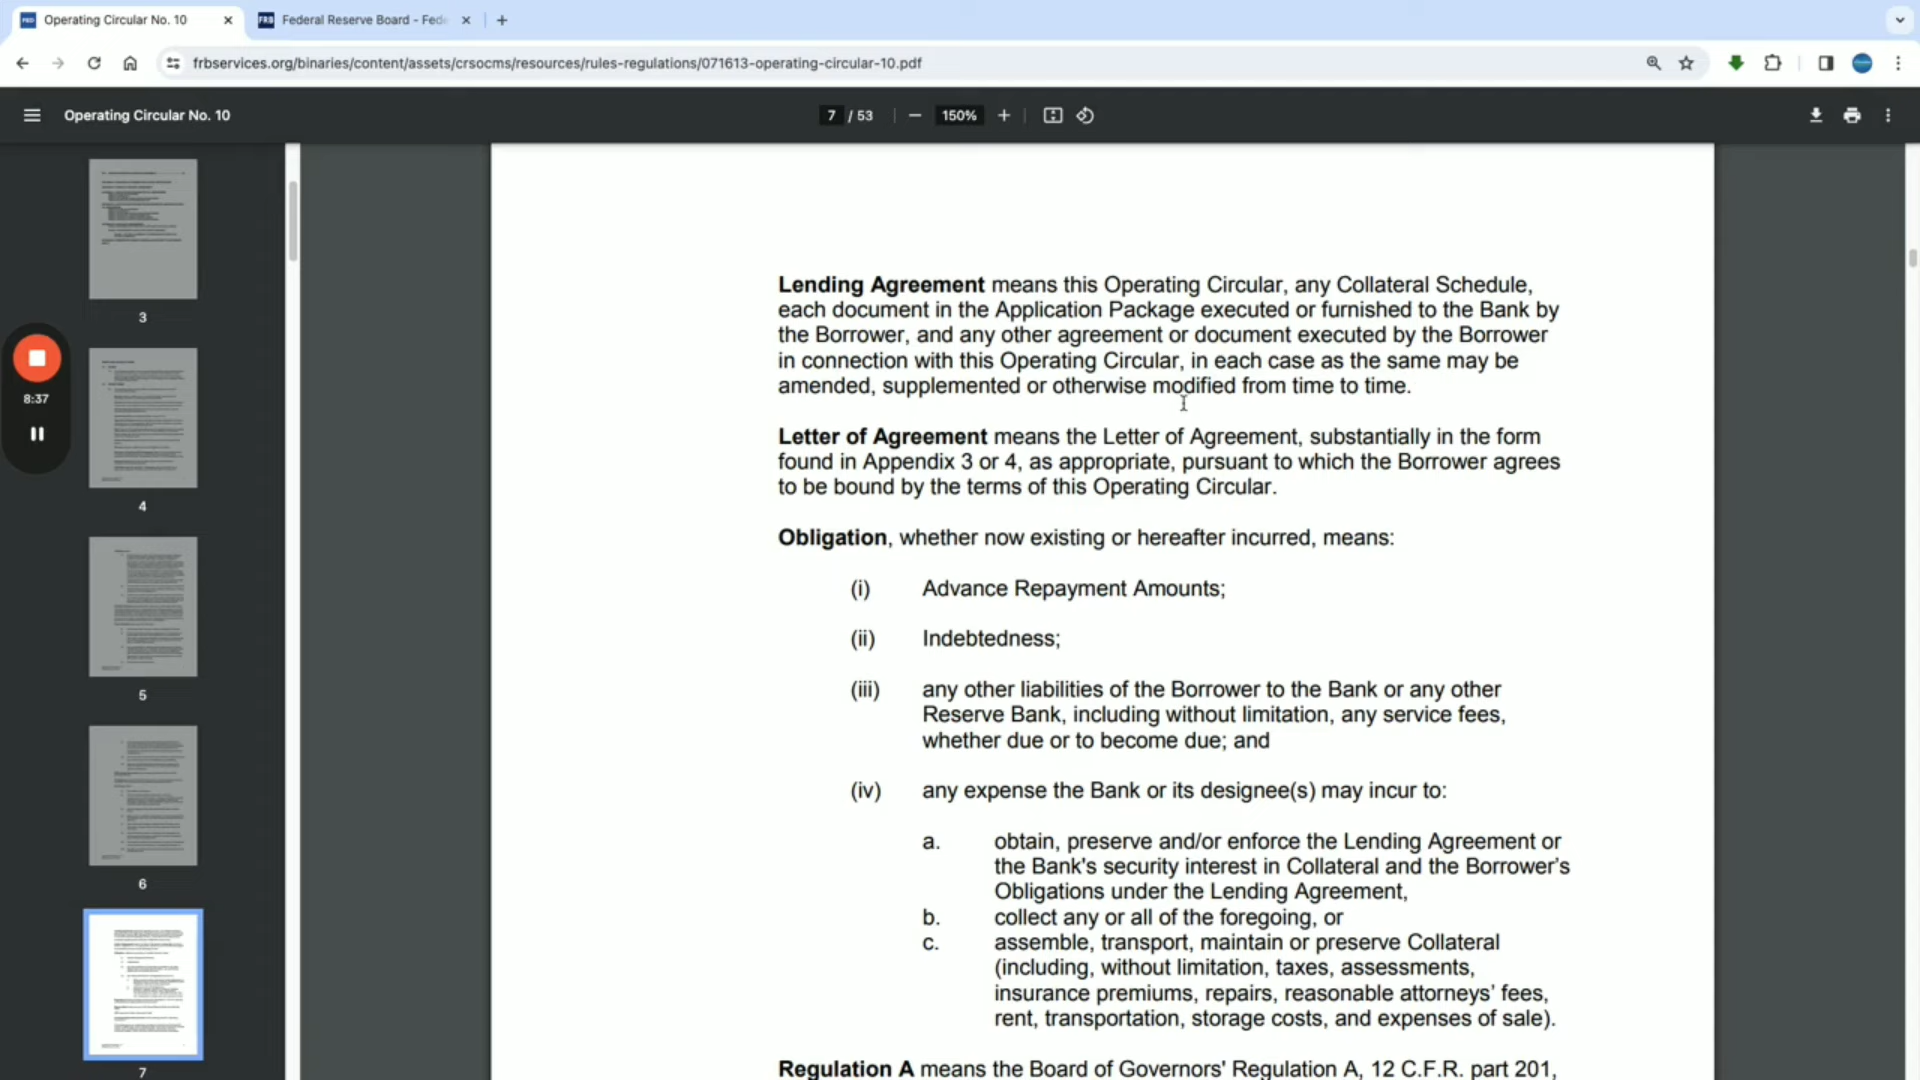 Operating Circular No. 10
FRB
Federal Reserve Board - Fede
frbservices.org/binaries/content/assets/crsocms/resources/rules-regulations/071613-operating-circular-10.pdf
Operating Circular No. 10
7 / 53
150%
3
4
5
6
7
8:37
Lending Agreement means this Operating Circular, any Collateral Schedule,
each document in the Application Package executed or furnished to the Bank by
the Borrower, and any other agreement or document executed by the Borrower
in connection with this Operating Circular, in each case as the same may be
amended, supplemented or otherwise modified from time to time.
Letter of Agreement means the Letter of Agreement, substantially in the form
found in Appendix 3 or 4, as appropriate, pursuant to which the Borrower agrees
to be bound by the terms of this Operating Circular.
Obligation, whether now existing or hereafter incurred, means:
(i) Advance Repayment Amounts;
(ii) Indebtedness;
(iii) any other liabilities of the Borrower to the Bank or any other
Reserve Bank, including without limitation, any service fees,
whether due or to become due; and
(iv) any expense the Bank or its designee(s) may incur to:
a. obtain, preserve and/or enforce the Lending Agreement or
the Bank's security interest in Collateral and the Borrower's
Obligations under the Lending Agreement,
b. collect any or all of the foregoing, or
c. assemble, transport, maintain or preserve Collateral
(including, without limitation, taxes, assessments,
insurance premiums, repairs, reasonable attorneys' fees,
rent, transportation, storage costs, and expenses of sale).
Regulation A means the Board of Governors' Regulation A, 12 C.F.R. part 201,